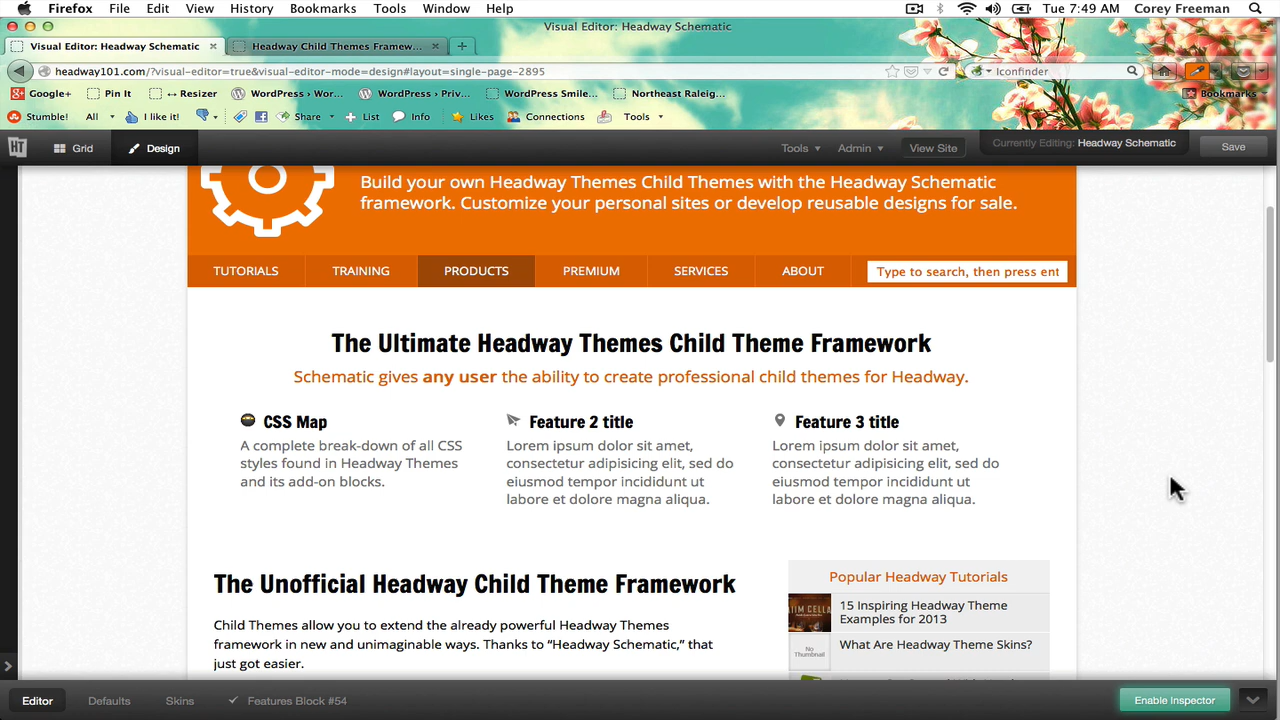 Firefox File Edit View History Bookmarks Tools Window Help Tue 7:49 AM Corey Freeman
Visual Editor: Headway Schematic
Visual Editor: Headway Schematic Headway Child Themes Framew...
headway101.com/?visual-editor=true&visual-editor-mode=design#layout=single-page-2895 Iconfinder
Google+ Pin It ↔ Resizer WordPress › Wor... WordPress › Priv... WordPress Smile... Northeast Raleig... Bookmarks
Stumble! All I like it! Share List Info Likes Connections Tools
HT Grid Design Tools Admin View Site Currently Editing: Headway Schematic Save
Build your own Headway Themes Child Themes with the Headway Schematic
framework. Customize your personal sites or develop reusable designs for sale.
TUTORIALS TRAINING PRODUCTS PREMIUM SERVICES ABOUT Type to search, then press ent
The Ultimate Headway Themes Child Theme Framework
Schematic gives any user the ability to create professional child themes for Headway.
CSS Map
A complete break-down of all CSS
styles found in Headway Themes
and its add-on blocks.
Feature 2 title
Lorem ipsum dolor sit amet,
consectetur adipisicing elit, sed do
eiusmod tempor incididunt ut
labore et dolore magna aliqua.
Feature 3 title
Lorem ipsum dolor sit amet,
consectetur adipisicing elit, sed do
eiusmod tempor incididunt ut
labore et dolore magna aliqua.
The Unofficial Headway Child Theme Framework
Child Themes allow you to extend the already powerful Headway Themes
framework in new and unimaginable ways. Thanks to “Headway Schematic,” that
just got easier.
Popular Headway Tutorials
15 Inspiring Headway Theme
Examples for 2013
No
Thumbnail
What Are Headway Theme Skins?
Editor Defaults Skins Features Block #54 Enable Inspector